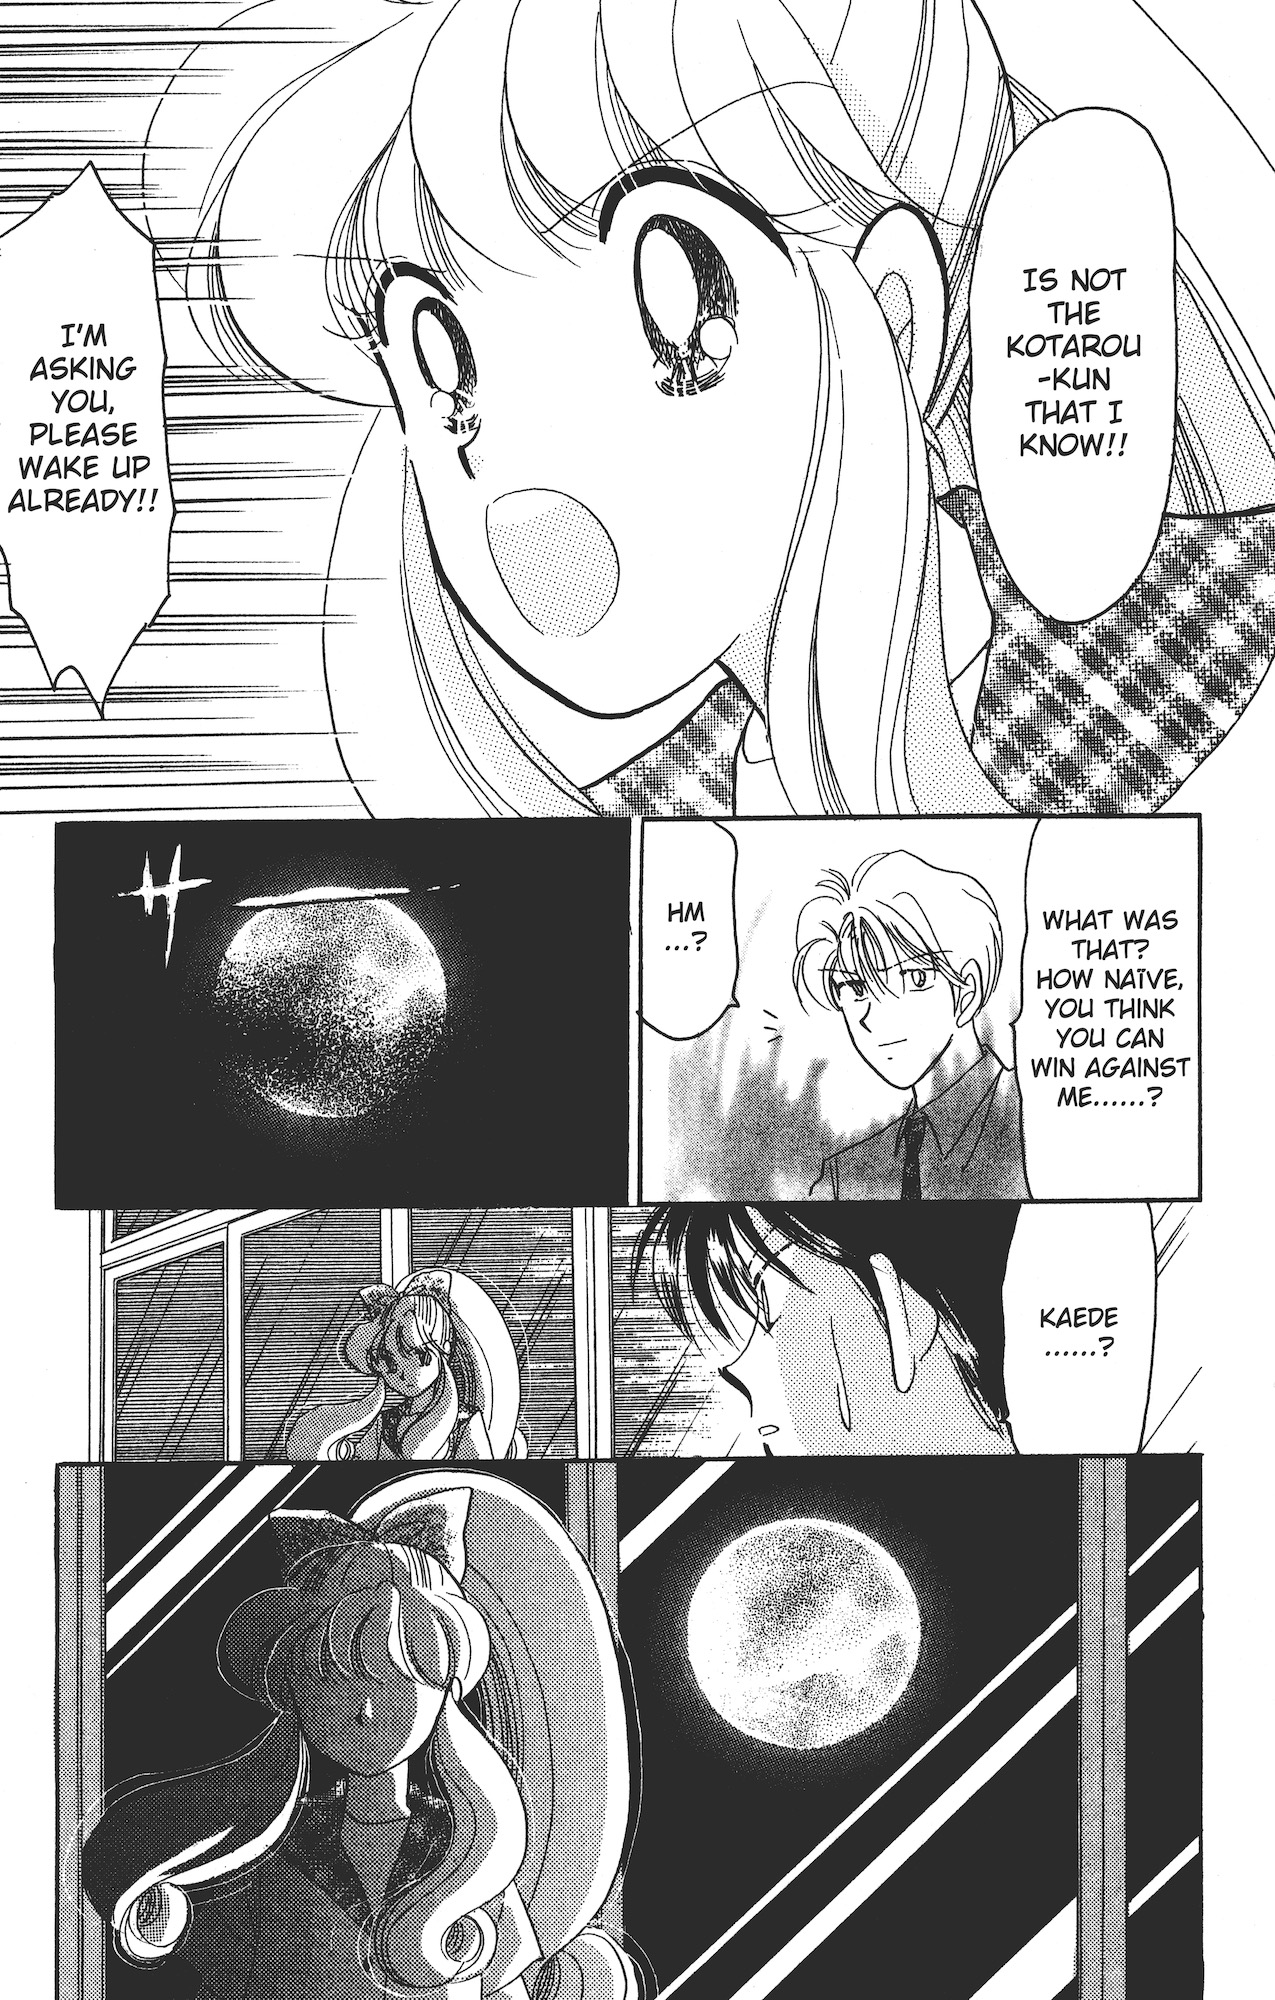 IS NOT
THE
KOTAROU
-KUN
THAT I
KNOW!!
I'M
ASKING
YOU,
PLEASE
WAKE UP
ALREADY!!
WHAT WAS
THAT?
HOW NAÏVE,
YOU THINK
YOU CAN
WIN AGAINST
ME......?
HM
...?
KAEDE
......?